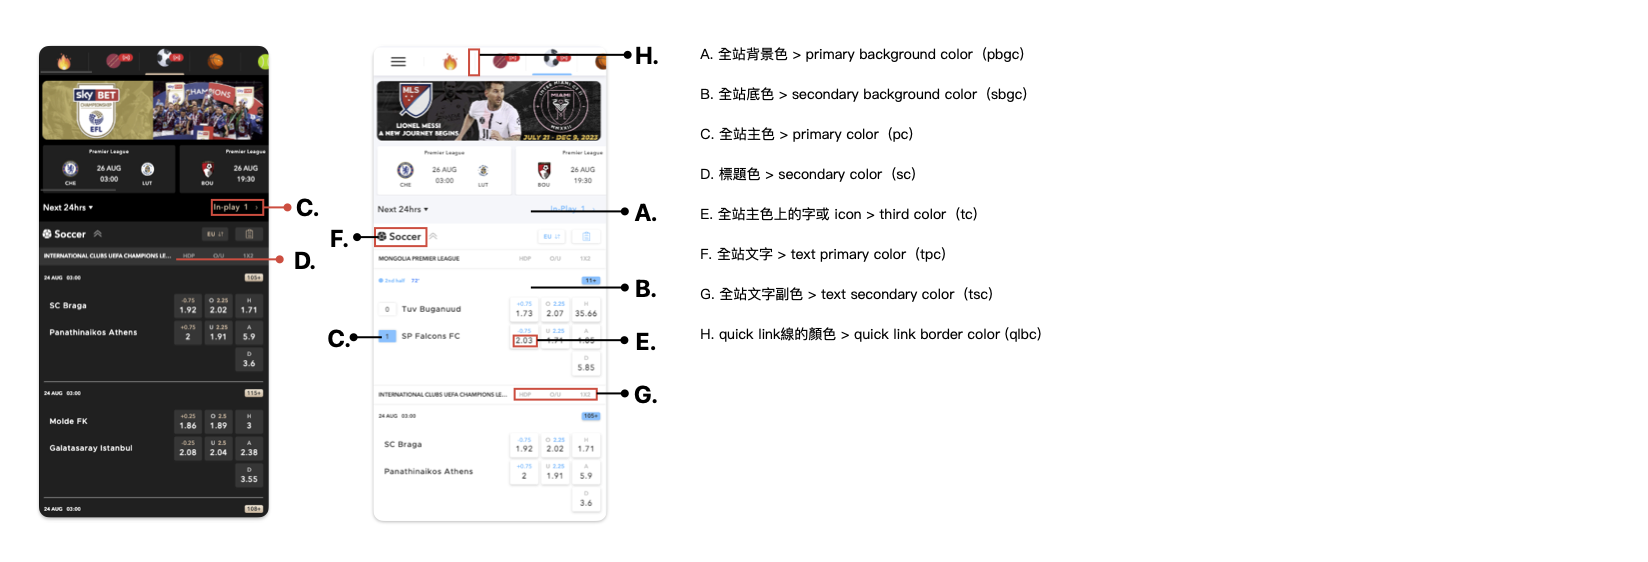 sky BET
CHAMPIONSHIP
EFL
CHAMPIONS
Premier League
26 AUG
03:00
CHE
LUT
Premier League
26 AUG
19:30
BOU
Next 24hrs
In-play 1
C.
Soccer
EU
D.
INTERNATIONAL CLUBS UEFA CHAMPIONS LE...
HDP
O/U
1X2
24 AUG 03:00
105+
SC Braga
-0.75
1.92
O 2.25
2.02
H
1.71
Panathinaikos Athens
+0.75
2
U 2.25
1.91
A
5.9
D
3.6
24 AUG 03:00
115+
Molde FK
+0.25
1.86
O 2.5
1.89
H
3
Galatasaray Istanbul
-0.25
2.08
U 2.5
2.04
A
2.38
D
3.55
24 AUG 03:00
108+
H.
MLS
LIONEL MESSI
A NEW JOURNEY BEGINS
MIAMI
JULY 21 - DEC 9, 2023
Premier League
26 AUG
03:00
CHE
LUT
Premier League
26 AUG
19:30
BOU
Next 24hrs
In-Play 1
A.
F.
Soccer
EU
MONGOLIA PREMIER LEAGUE
HDP
O/U
1X2
2nd half 72'
11+
B.
0
Tuv Buganuud
+0.75
1.73
O 2.25
2.07
H
35.66
C.
1
SP Falcons FC
-0.75
2.03
U 2.25
1.71
A
E.
D
5.85
INTERNATIONAL CLUBS UEFA CHAMPIONS LE...
HDP
O/U
1X2
G.
24 AUG 03:00
105+
SC Braga
-0.75
1.92
O 2.25
2.02
H
1.71
Panathinaikos Athens
+0.75
2
U 2.25
1.91
A
5.9
D
3.6
A. 全站背景色 > primary background color（pbgc)
B. 全站底色 > secondary background color（sbgc)
C. 全站主色 > primary color（pc)
D. 標題色 > secondary color（sc)
E. 全站主色上的字或 icon > third color（tc)
F. 全站文字 > text primary color（tpc)
G. 全站文字副色 > text secondary color（tsc)
H. quick link線的顏色 > quick link border color (qlbc)